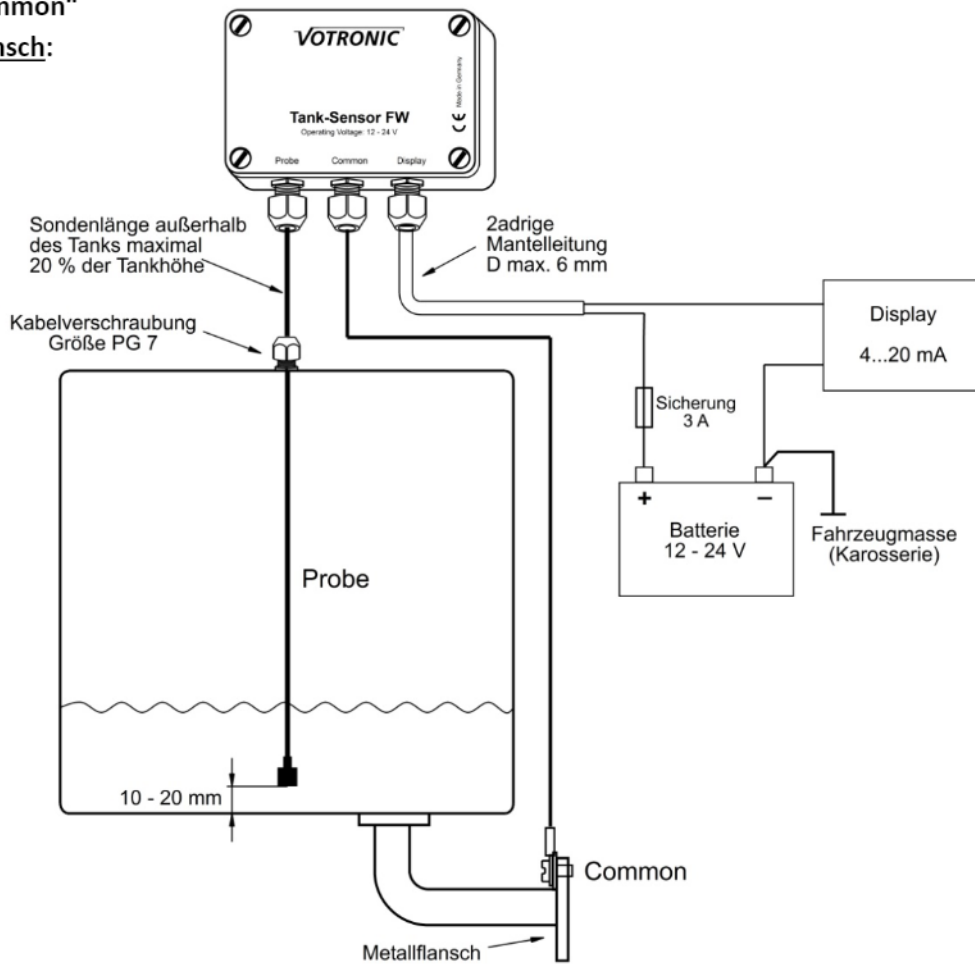 mmon“
nsch:
VOTRONIC
Made in Germany
CE
Tank-Sensor FW
Operating Voltage: 12 - 24 V
Probe Common Display
Sondenlänge außerhalb
des Tanks maximal
20 % der Tankhöhe
2adrige
Mantelleitung
D max. 6 mm
Kabelverschraubung
Größe PG 7
Display
4...20 mA
Sicherung
3 A
+ –
Batterie
12 - 24 V
Fahrzeugmasse
(Karosserie)
Probe
10 - 20 mm
Common
Metallflansch